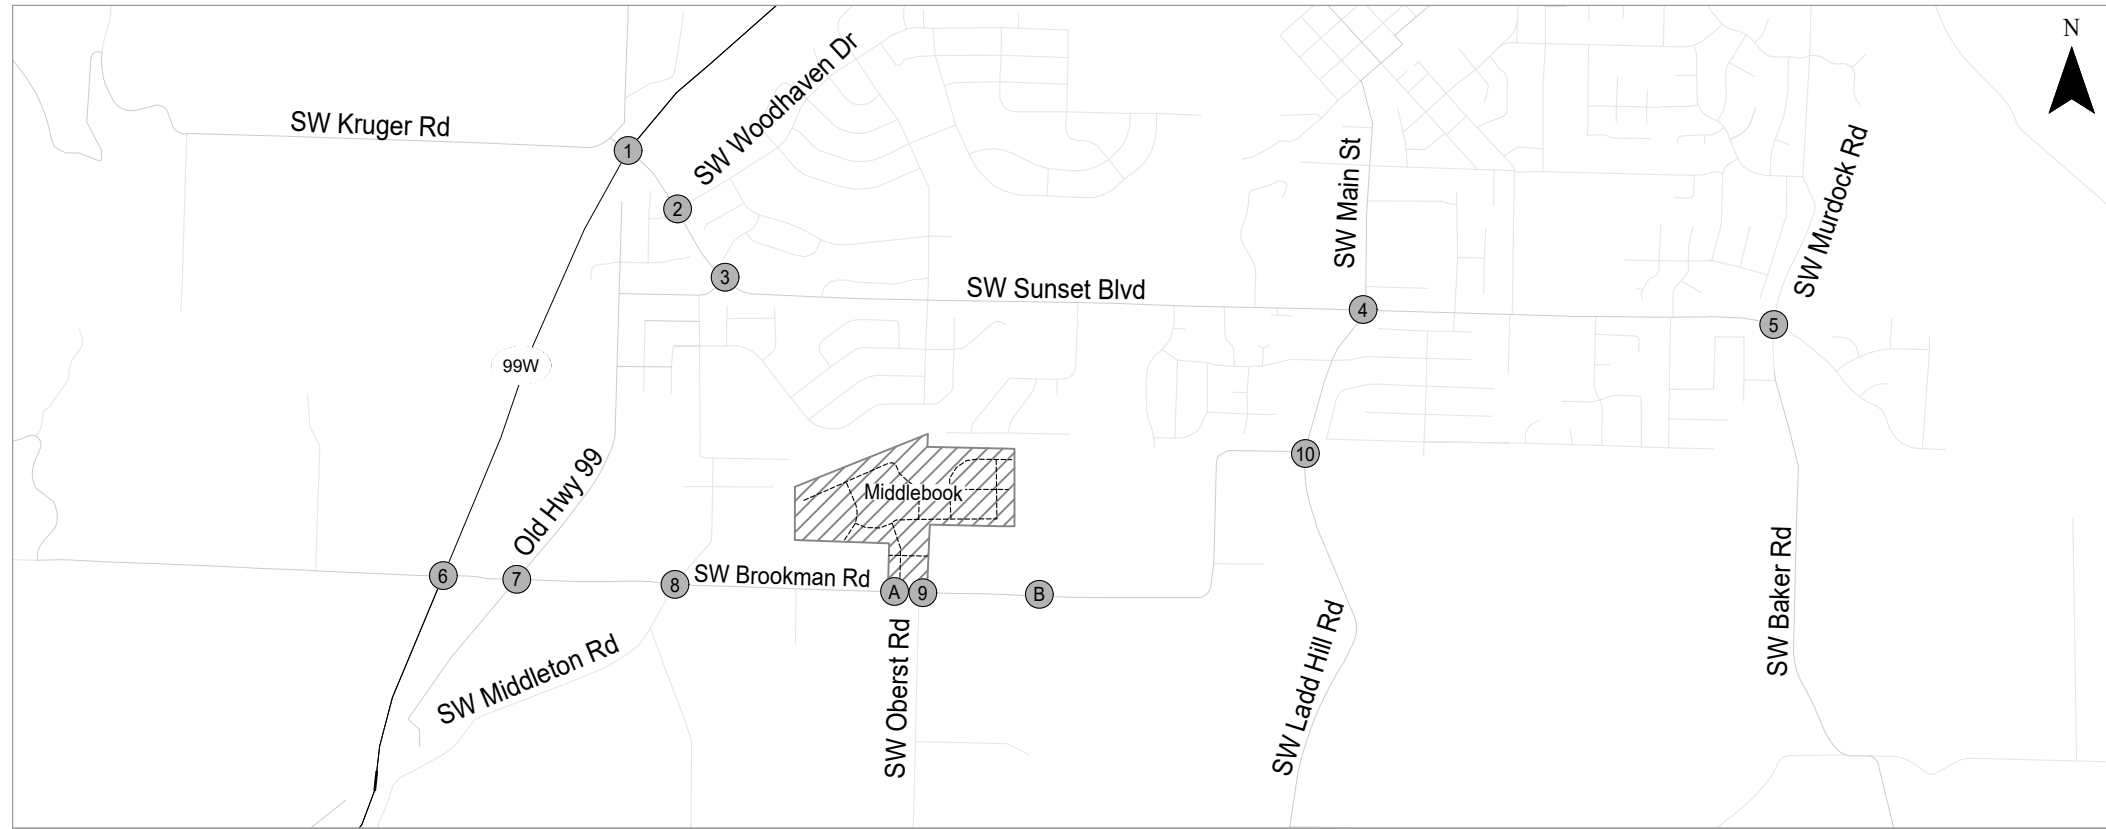 N
SW Woodhaven Dr
SW Kruger Rd
1
SW Murdock Rd
SW Main St
2
3
SW Sunset Blvd
4
5
99W
Old Hwy 99
10
Middlebook
6
7
8
SW Brookman Rd
A
9
B
SW Baker Rd
SW Middleton Rd
SW Oberst Rd
SW Ladd Hill Rd